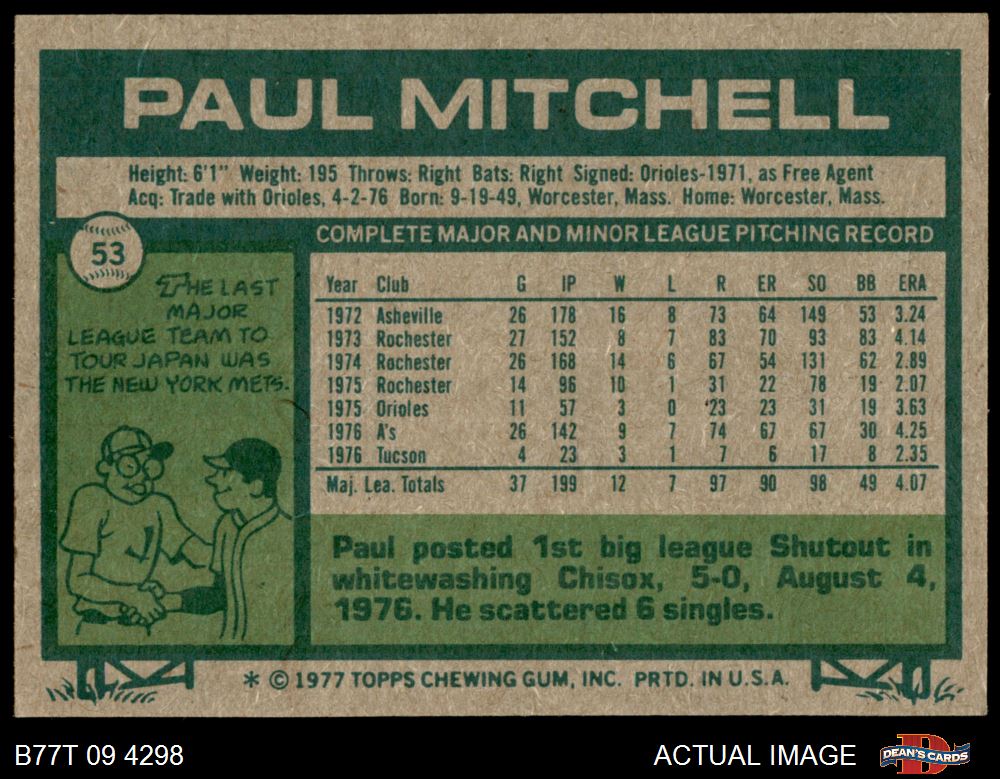 PAUL MITCHELL
Height: 6'1" Weight: 195 Throws: Right Bats: Right Signed: Orioles-1971, as Free Agent
Acq: Trade with Orioles, 4-2-76 Born: 9-19-49, Worcester, Mass. Home: Worcester, Mass.
53
THE LAST
MAJOR
LEAGUE TEAM TO
TOUR JAPAN WAS
THE NEW YORK METS.
J
COMPLETE MAJOR AND MINOR LEAGUE PITCHING RECORD
Year Club G IP W L R ER SO BB ERA
1972 Asheville 26 178 16 8 73 64 149 53 3.24
1973 Rochester 27 152 8 7 83 70 93 83 4.14
1974 Rochester 26 168 14 6 67 54 131 62 2.89
1975 Rochester 14 96 10 1 31 22 78 19 2.07
1975 Orioles 11 57 3 0 23 23 31 19 3.63
1976 A's 26 142 9 7 74 67 67 30 4.25
1976 Tucson 4 23 3 1 7 6 17 8 2.35
Maj. Lea. Totals 37 199 12 7 97 90 98 49 4.07
Paul posted 1st big league Shutout in
whitewashing Chisox, 5-0, August 4,
1976. He scattered 6 singles.
* © 1977 TOPPS CHEWING GUM, INC. PRTD. IN U.S.A.
B77T 09 4298 ACTUAL IMAGE DEAN'S CARDS